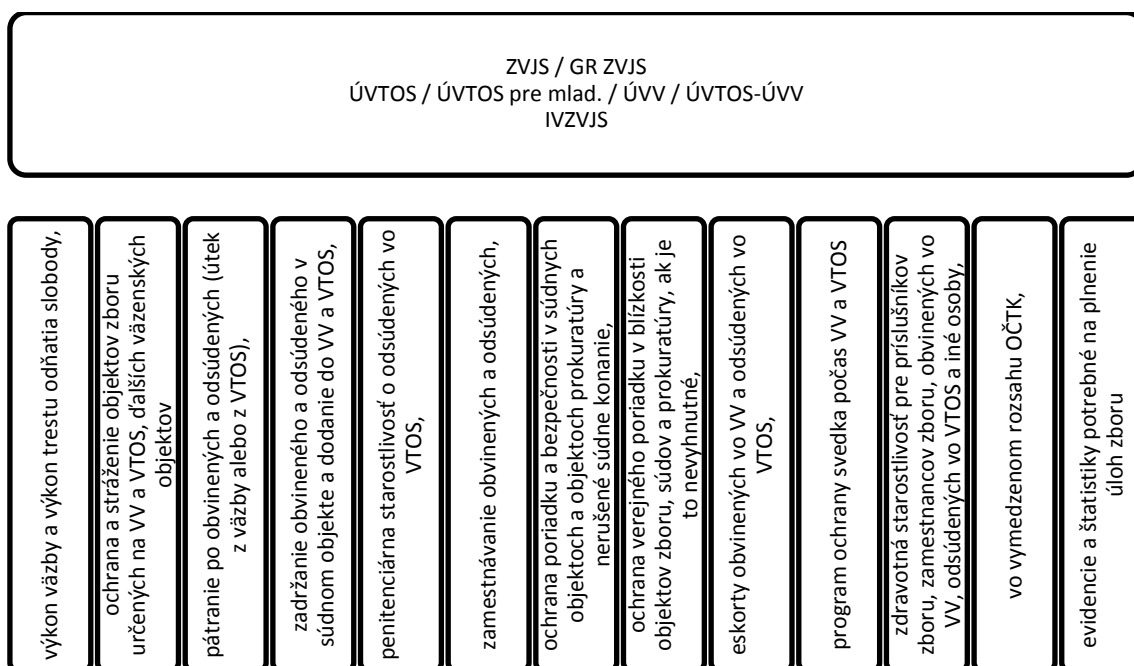 ZVJS / GR ZVJS
ÚVTOS / ÚVTOS pre mlad. / ÚVV / ÚVTOS-ÚVV
IVZVJS
výkon väzby a výkon trestu odňatia slobody,
ochrana a stráženie objektov zboru
určených na VV a VTOS, ďalších väzenských
objektov
pátranie po obvinených a odsúdených (útek
z väzby alebo z VTOS),
zadržanie obvineného a odsúdeného v
súdnom objekte a dodanie do VV a VTOS,
penitenciárna starostlivosť o odsúdených vo
VTOS,
zamestnávanie obvinených a odsúdených,
ochrana poriadku a bezpečnosti v súdnych
objektoch a objektoch prokuratúry a
nerušené súdne konanie,
ochrana verejného poriadku v blízkosti
objektov zboru, súdov a prokuratúry, ak je
to nevyhnutné,
eskorty obvinených vo VV a odsúdených vo
VTOS,
program ochrany svedka počas VV a VTOS
zdravotná starostlivosť pre príslušníkov
zboru, zamestnancov zboru, obvinených vo
VV, odsúdených vo VTOS a iné osoby,
vo vymedzenom rozsahu OČTK,
evidencie a štatistiky potrebné na plnenie
úloh zboru